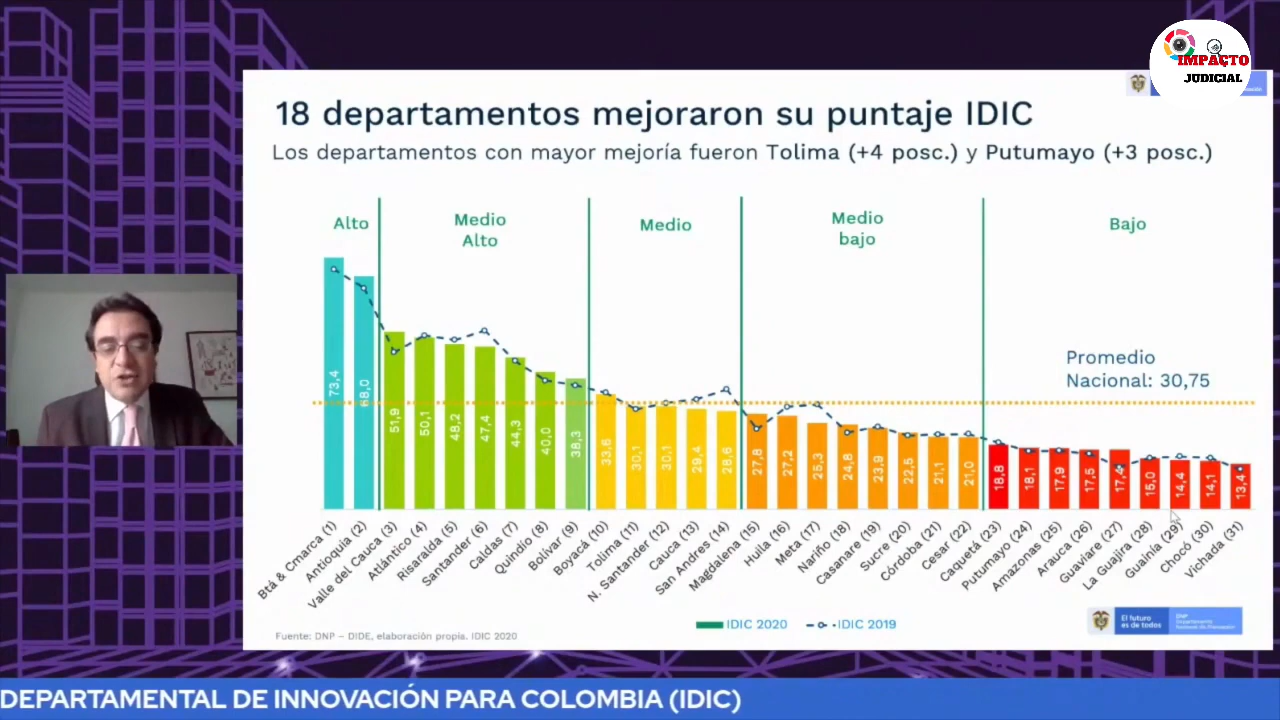 IMPACTO
JUDICIAL
18 departamentos mejoraron su puntaje IDIC
Los departamentos con mayor mejoría fueron Tolima (+4 posc.) y Putumayo (+3 posc.)
Alto
Medio
Alto
Medio
Medio
bajo
Bajo
Promedio
Nacional: 30,75
73,4
68,0
51,9
50,1
48,2
47,4
44,3
40,0
38,3
33,6
30,1
30,1
29,4
28,6
27,8
27,2
25,3
24,8
23,9
22,5
21,1
21,0
18,8
18,1
17,9
17,5
17,4
15,0
14,4
14,1
13,4
Btá & Cmarca (1)
Antioquia (2)
Valle del Cauca (3)
Atlántico (4)
Risaralda (5)
Santander (6)
Caldas (7)
Quindío (8)
Bolívar (9)
Boyacá (10)
Tolima (11)
N. Santander (12)
Cauca (13)
San Andres (14)
Magdalena (15)
Huila (16)
Meta (17)
Nariño (18)
Casanare (19)
Sucre (20)
Córdoba (21)
Cesar (22)
Caquetá (23)
Putumayo (24)
Amazonas (25)
Arauca (26)
Guaviare (27)
La Guajira (28)
Guainía (29)
Chocó (30)
Vichada (31)
IDIC 2020
IDIC 2019
Fuente: DNP – DIDE, elaboración propia. IDIC 2020
El futuro
es de todos
DNP
Departamento
Nacional de Planeación
DEPARTAMENTAL DE INNOVACIÓN PARA COLOMBIA (IDIC)